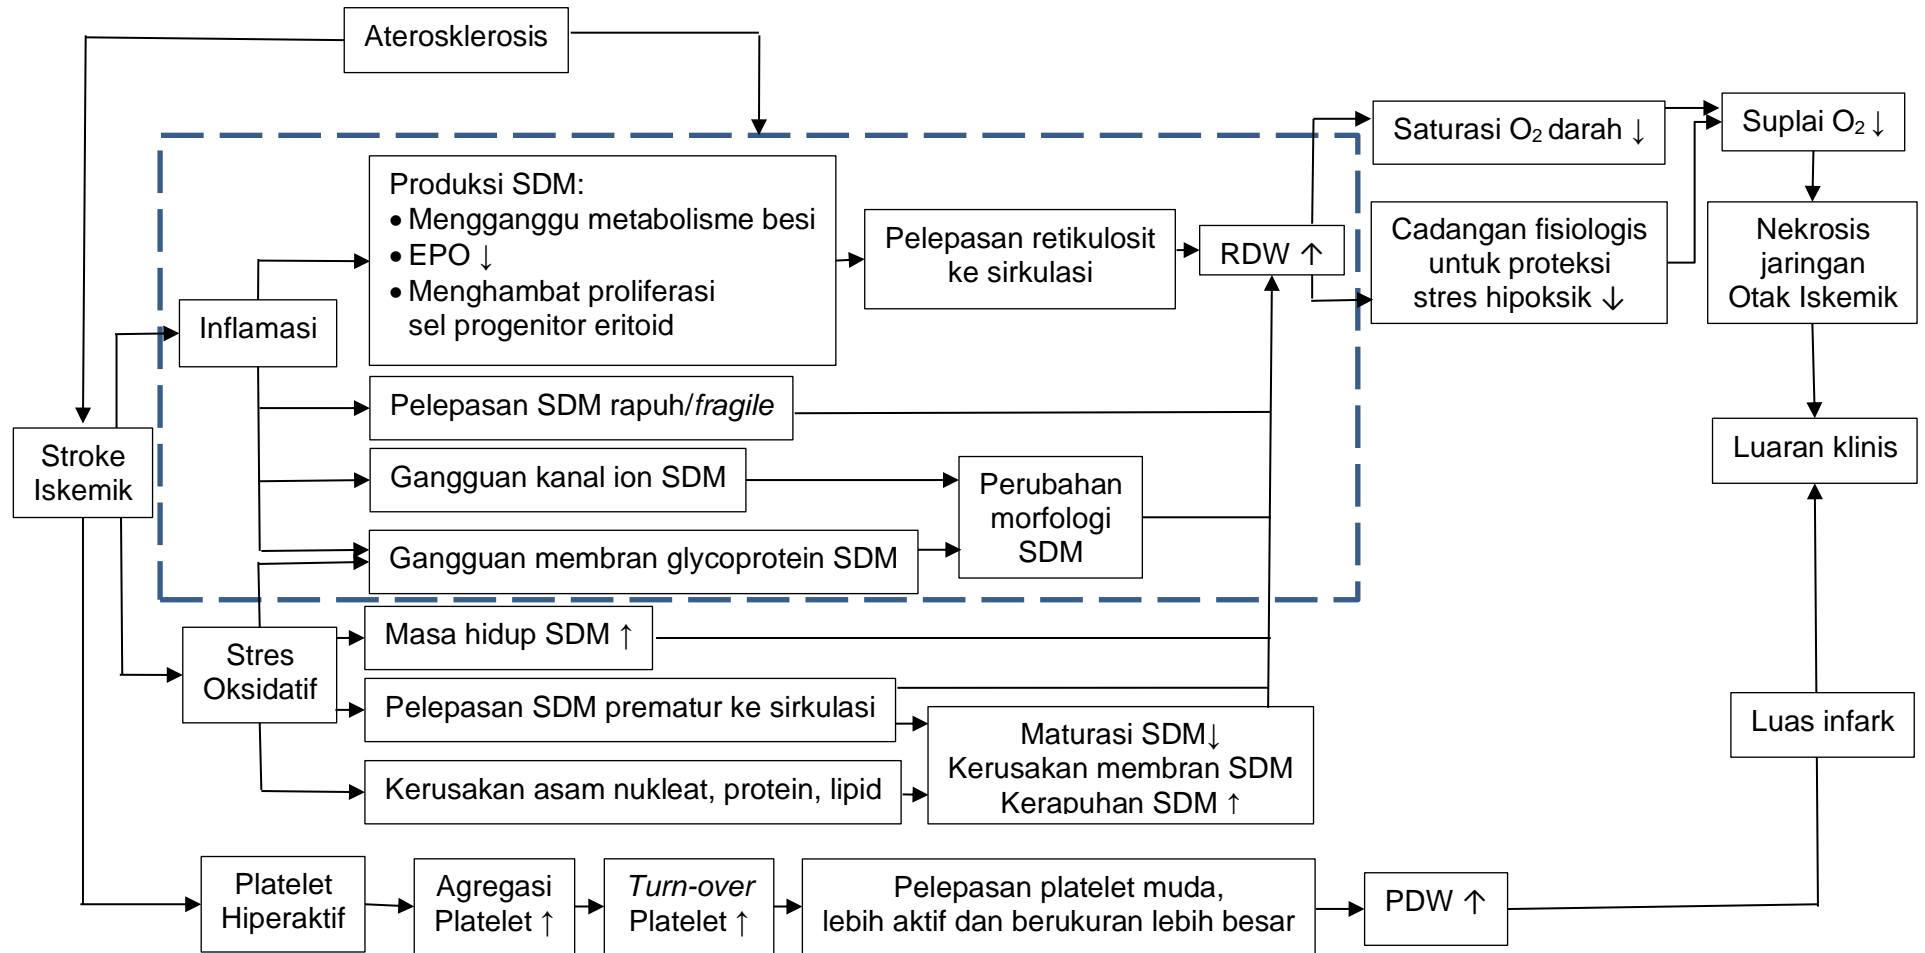 Aterosklerosis
Saturasi O₂ darah ↓
Suplai O₂ ↓
Produksi SDM:
• Mengganggu metabolisme besi
• EPO ↓
• Menghambat proliferasi
sel progenitor eritoid
Pelepasan retikulosit
ke sirkulasi
RDW ↑
Cadangan fisiologis
untuk proteksi
stres hipoksik ↓
Nekrosis
jaringan
Otak Iskemik
Inflamasi
Pelepasan SDM rapuh/fragile
Stroke
Iskemik
Gangguan kanal ion SDM
Perubahan
morfologi
SDM
Luaran klinis
Gangguan membran glycoprotein SDM
Stres
Oksidatif
Masa hidup SDM ↑
Pelepasan SDM prematur ke sirkulasi
Maturasi SDM↓
Kerusakan membran SDM
Kerapuhan SDM ↑
Luas infark
Kerusakan asam nukleat, protein, lipid
Platelet
Hiperaktif
Agregasi
Platelet ↑
Turn-over
Platelet ↑
Pelepasan platelet muda,
lebih aktif dan berukuran lebih besar
PDW ↑